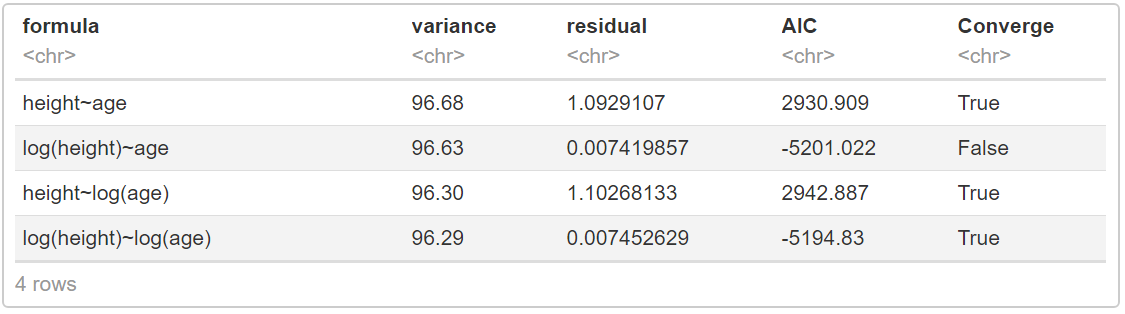 formula variance residual AIC Converge
<chr> <chr> <chr> <chr> <chr>
height~age 96.68 1.0929107 2930.909 True
log(height)~age 96.63 0.007419857 -5201.022 False
height~log(age) 96.30 1.10268133 2942.887 True
log(height)~log(age) 96.29 0.007452629 -5194.83 True
4 rows